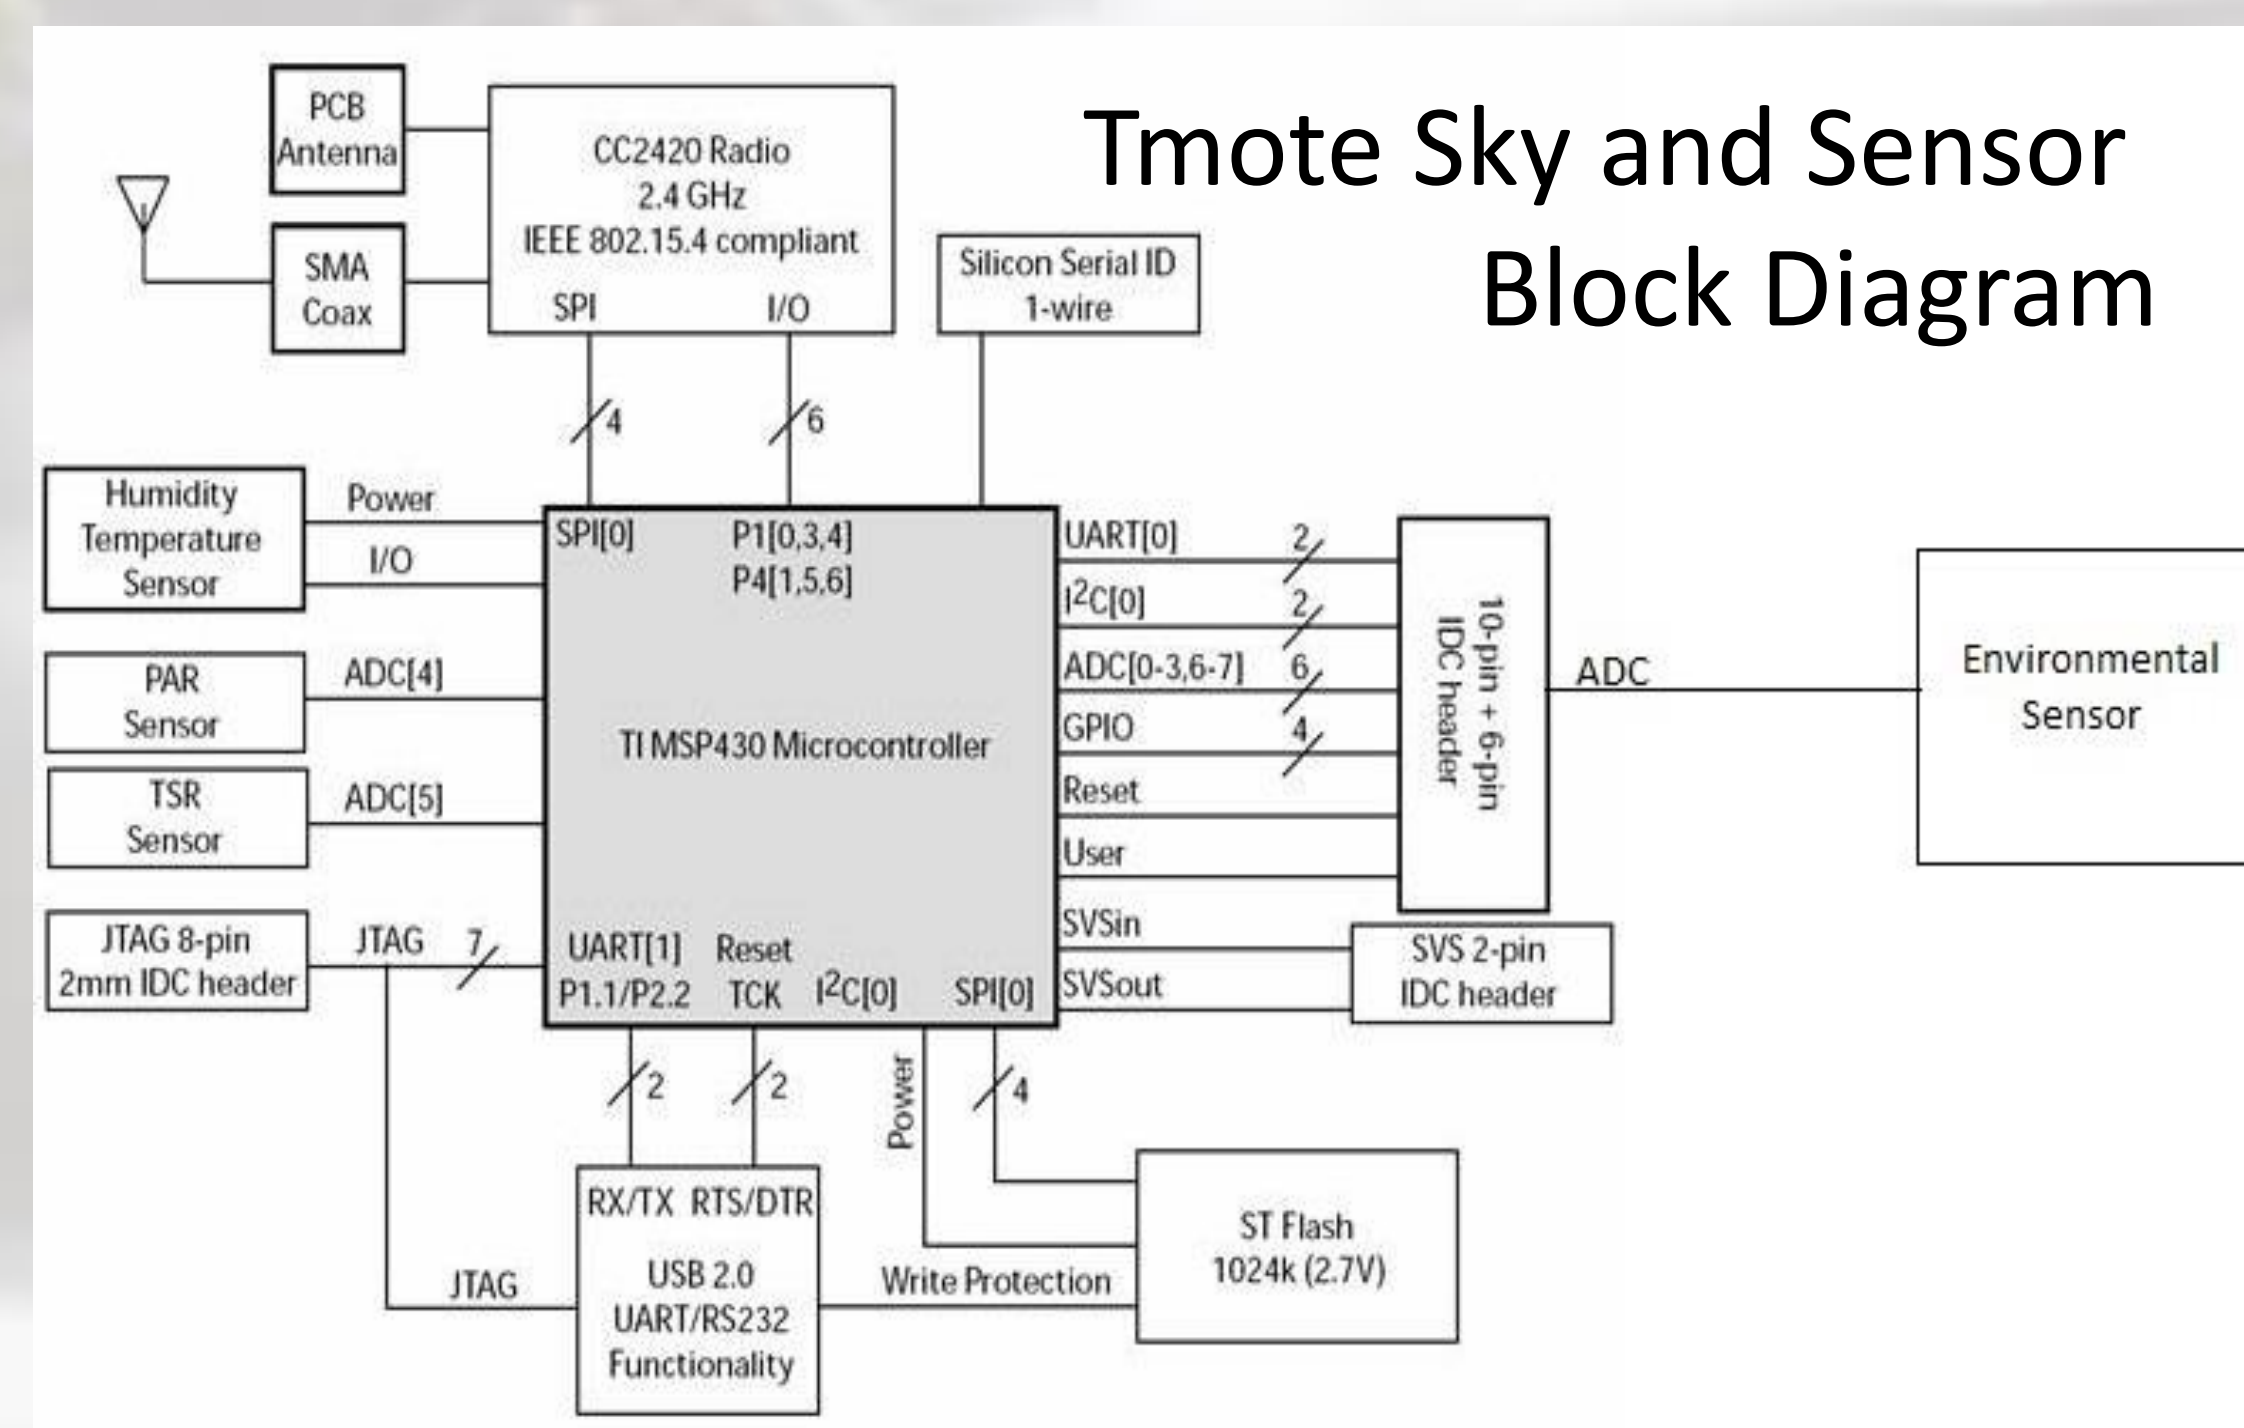 Tmote Sky and Sensor
Block Diagram
PCB
Antenna
SMA
Coax
CC2420 Radio
2.4 GHz
IEEE 802.15.4 compliant
SPI
I/O
Silicon Serial ID
1-wire
4
6
Humidity
Temperature
Sensor
Power
I/O
PAR
Sensor
ADC[4]
TSR
Sensor
ADC[5]
JTAG 8-pin
2mm IDC header
JTAG
7
SPI[0]
P1[0,3,4]
P4[1,5,6]
TI MSP430 Microcontroller
UART[1]
P1.1/P2.2
Reset
TCK
I²C[0]
SPI[0]
UART[0]
2
I²C[0]
2
ADC[0-3,6-7]
6
GPIO
4
Reset
User
SVSin
SVSout
10-pin + 6-pin
IDC header
ADC
Environmental
Sensor
SVS 2-pin
IDC header
2
2
Power
4
RX/TX RTS/DTR
USB 2.0
UART/RS232
Functionality
JTAG
Write Protection
ST Flash
1024k (2.7V)